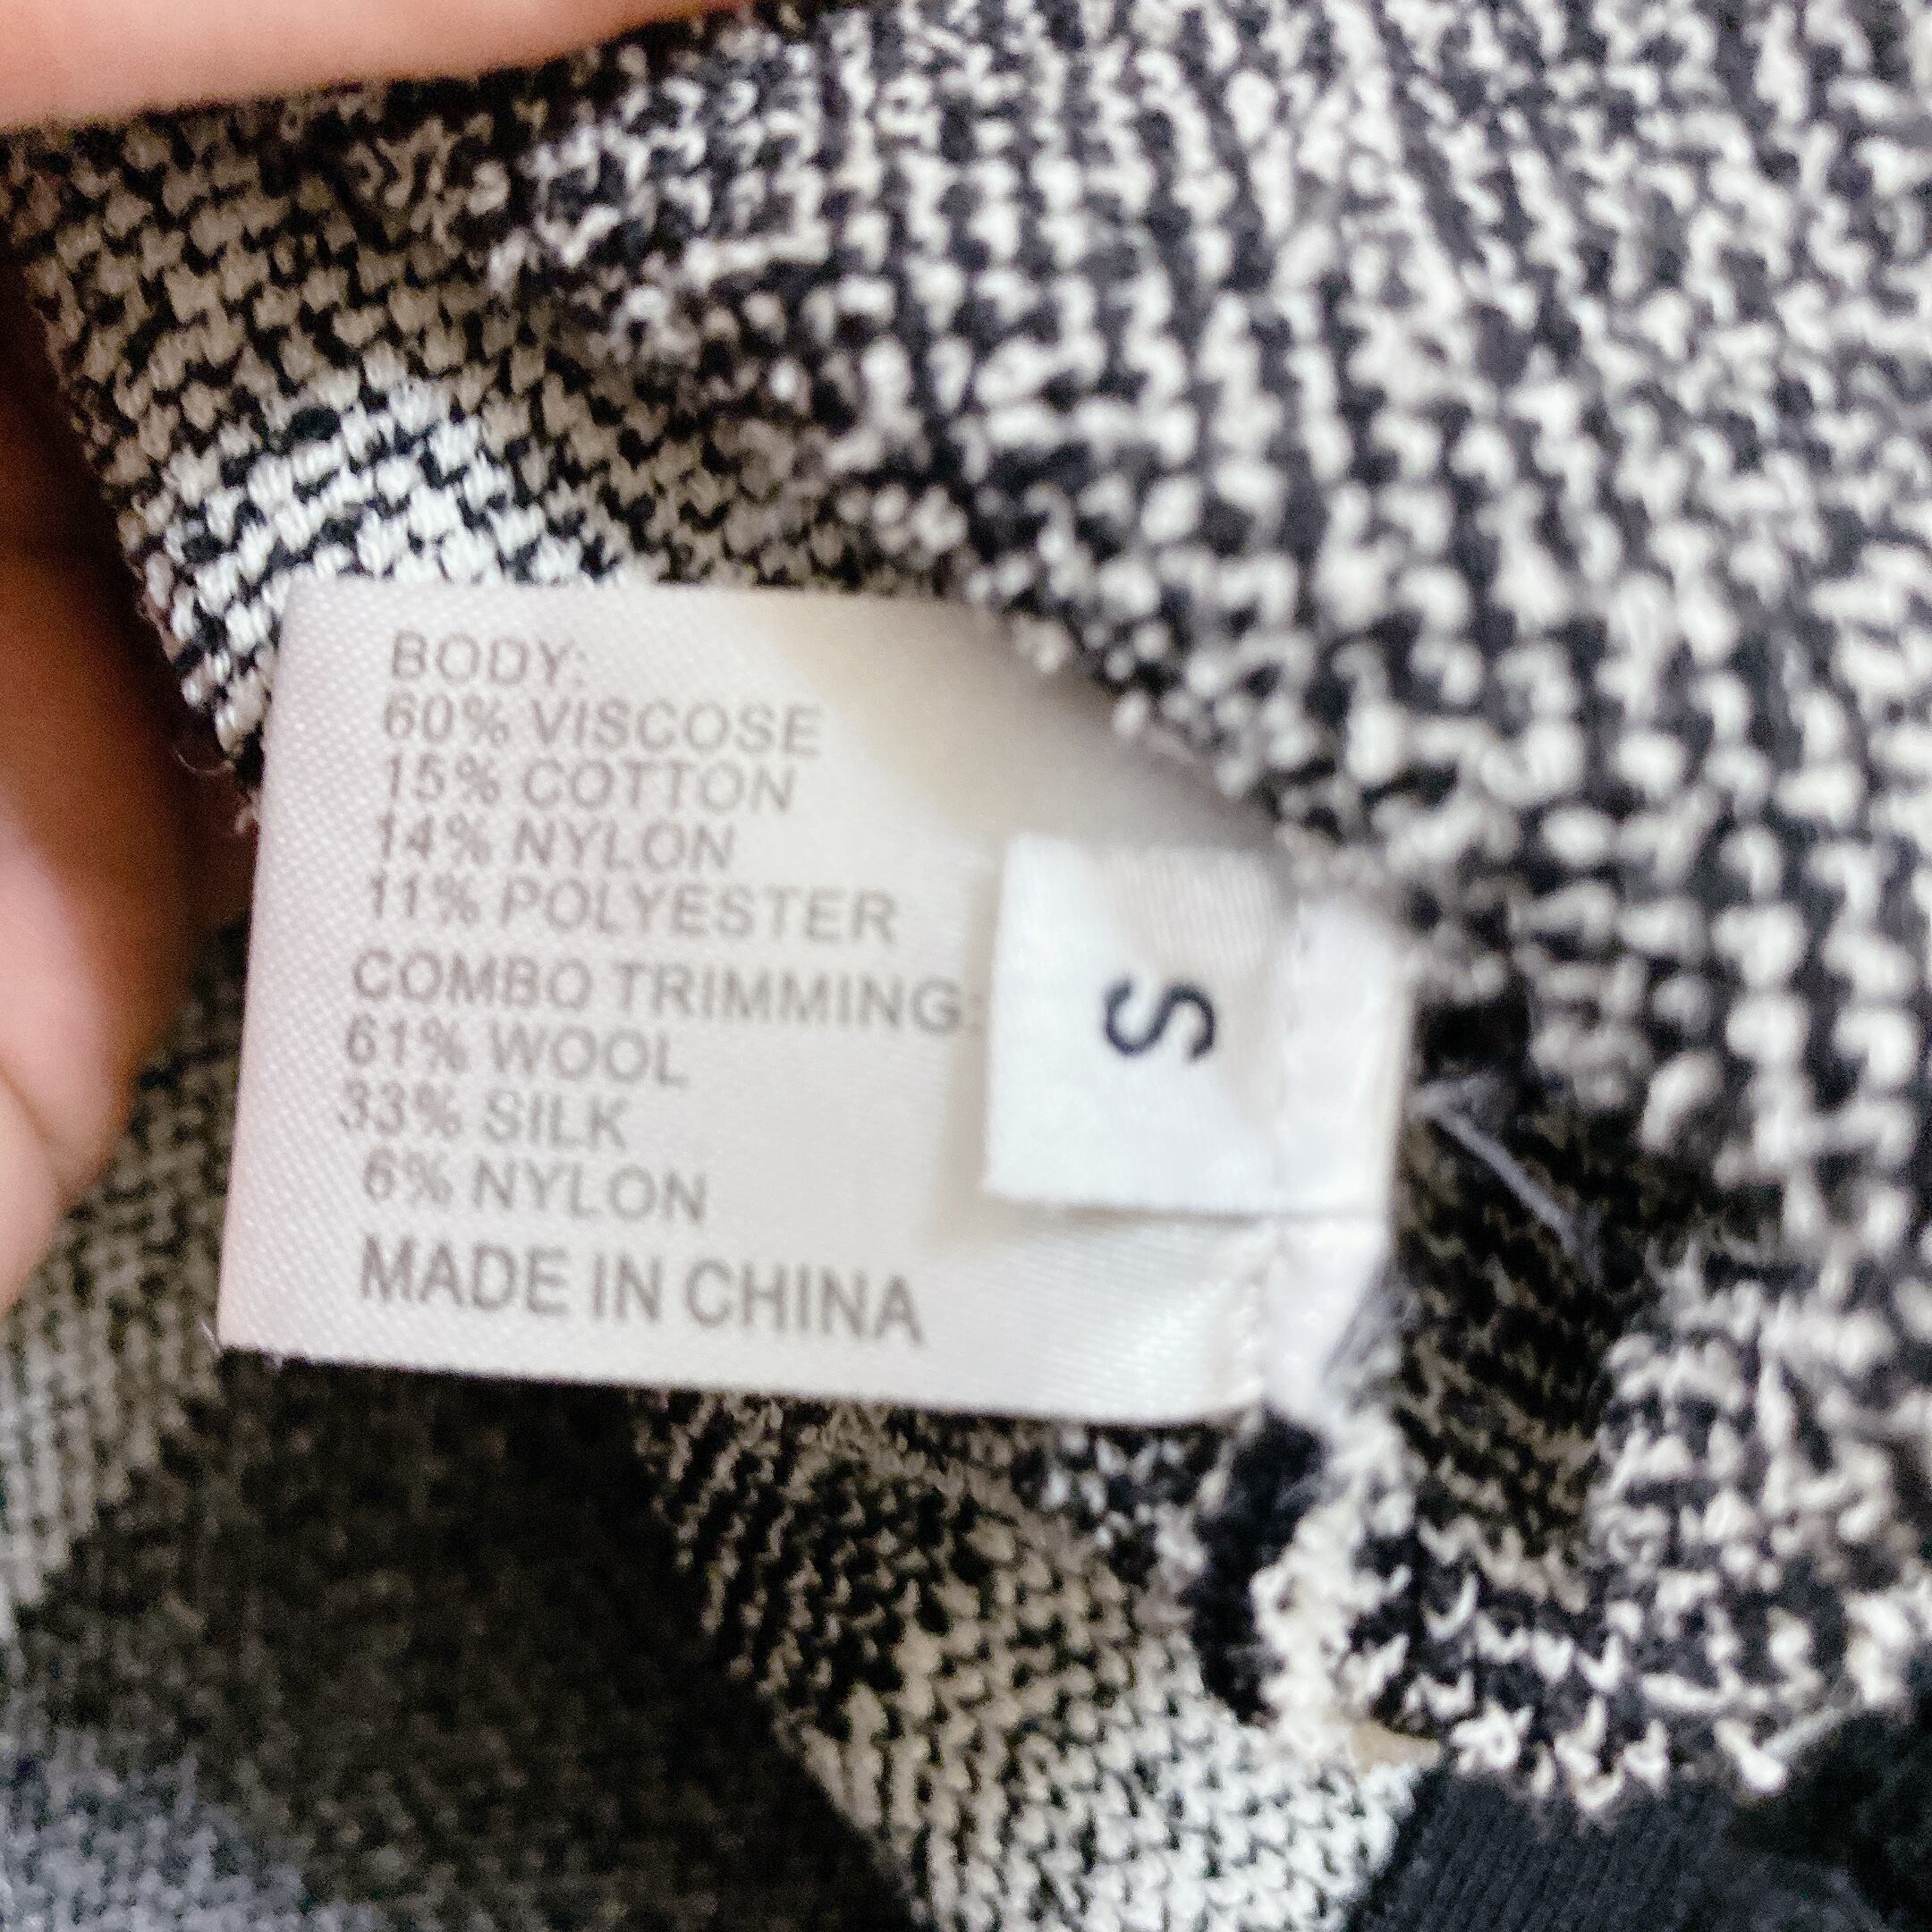 BODY:
60% VISCOSE
15% COTTON
14% NYLON
11% POLYESTER
COMBO TRIMMING:
61% WOOL
33% SILK
6% NYLON
MADE IN CHINA
S